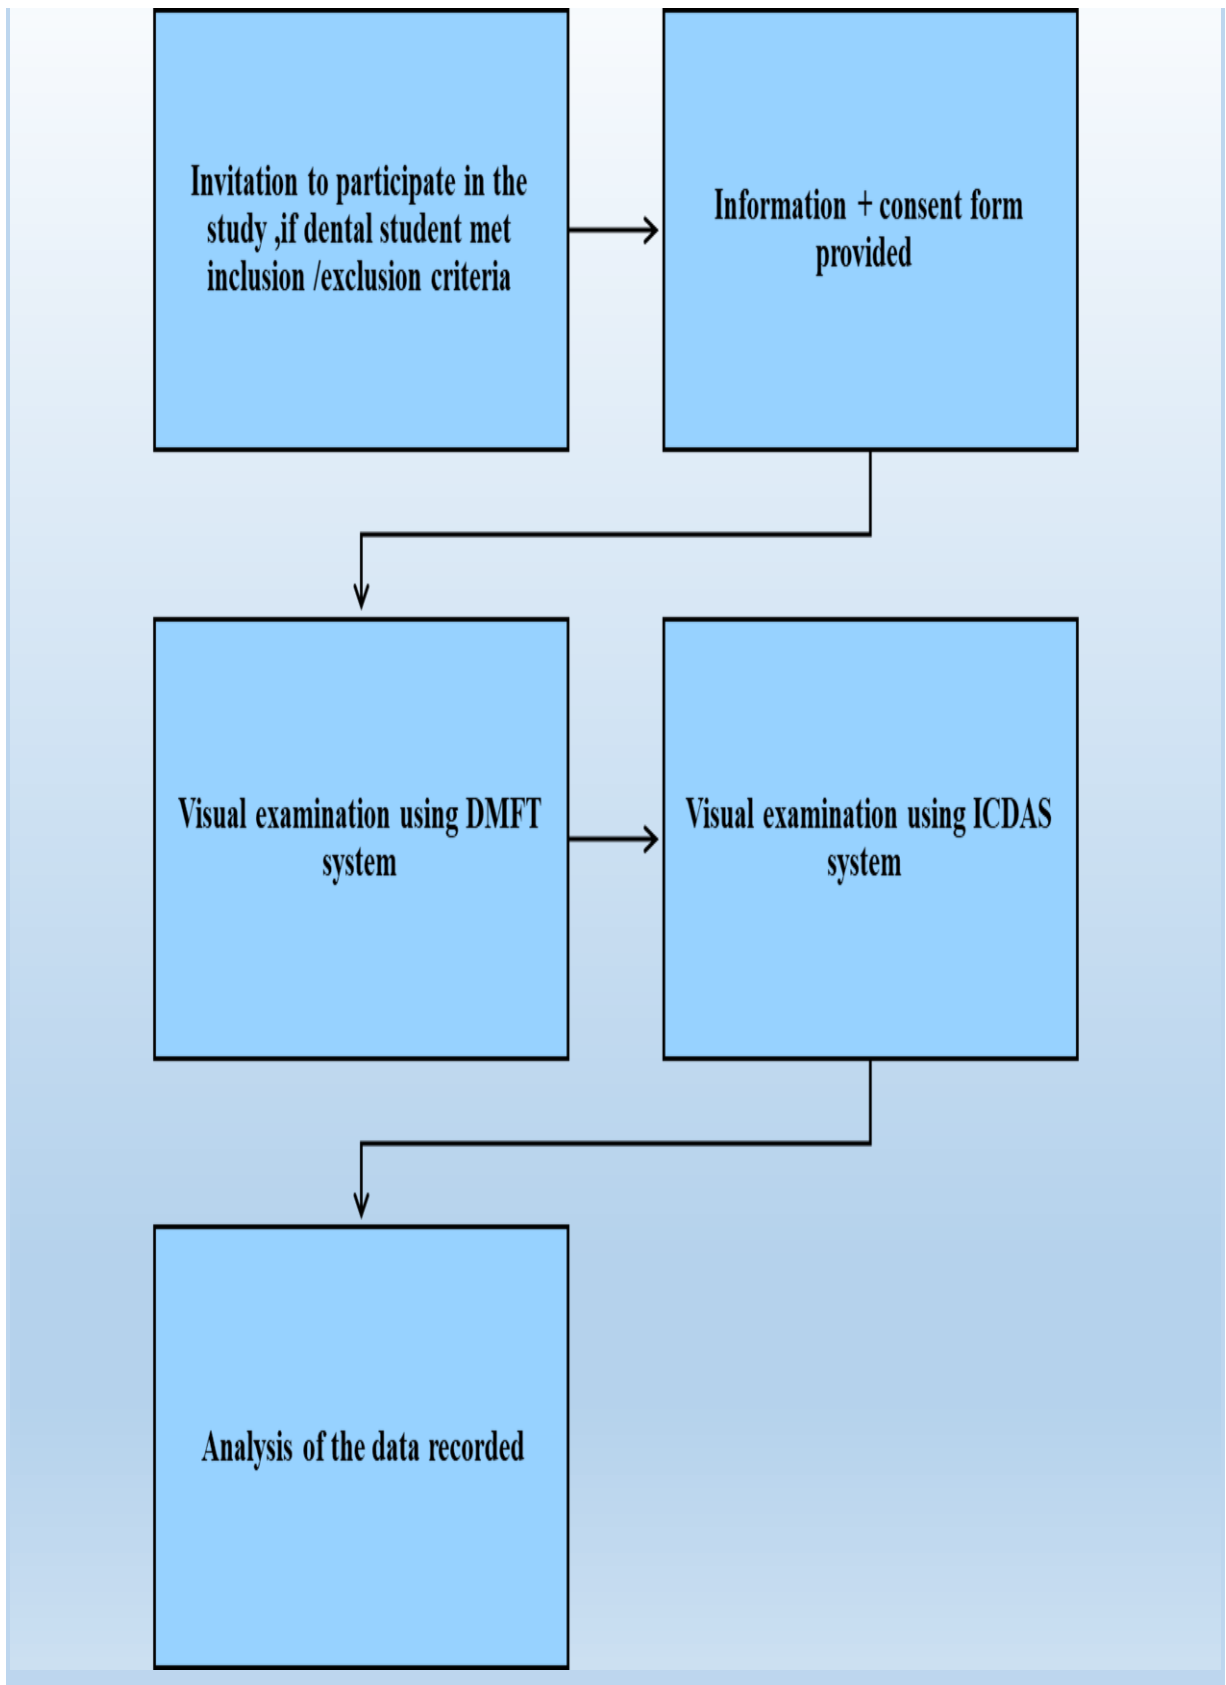 Invitation to participate in the
study ,if dental student met
inclusion /exclusion criteria
Information + consent form
provided
Visual examination using DMFT
system
Visual examination using ICDAS
system
Analysis of the data recorded